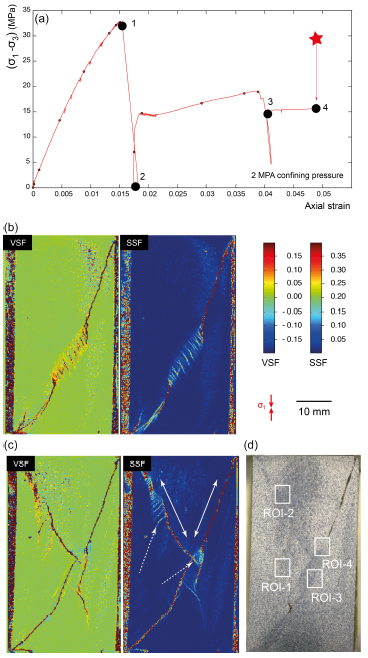 (a)
(σ₁ -σ₃) (MPa)
35
30
25
20
15
10
5
0
1
2
3
4
2 MPA confining pressure
0 0.005 0.01 0.015 0.02 0.025 0.03 0.035 0.04 0.045 0.05
Axial strain
(b)
VSF SSF
0.15 0.35
0.10 0.30
0.05 0.25
0.00 0.20
- 0.05 0.15
- 0.10 0.10
- 0.15 0.05
VSF SSF
σ₁
10 mm
(c)
VSF SSF
(d)
ROI-2
ROI-4
ROI-1
ROI-3